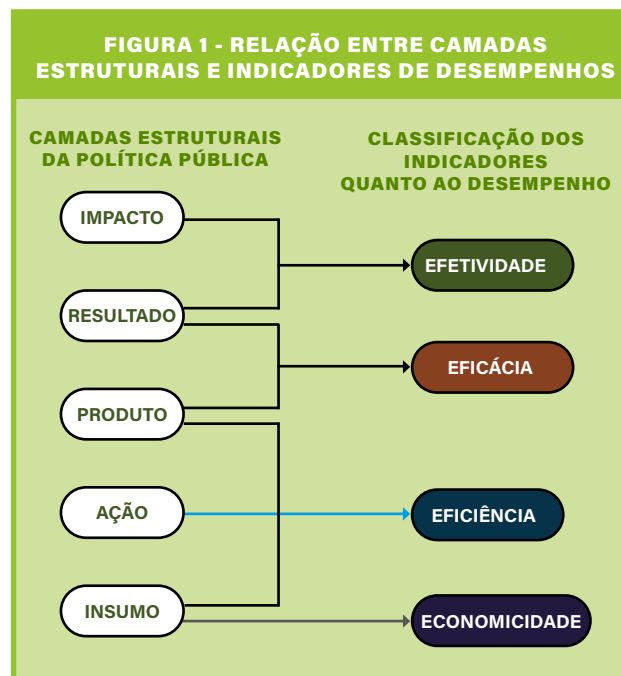 FIGURA 1 - RELAÇÃO ENTRE CAMADAS
ESTRUTURAIS E INDICADORES DE DESEMPENHOS
CAMADAS ESTRUTURAIS
DA POLÍTICA PÚBLICA
CLASSIFICAÇÃO DOS
INDICADORES
QUANTO AO DESEMPENHO
IMPACTO
EFETIVIDADE
RESULTADO
EFICÁCIA
PRODUTO
AÇÃO
EFICIÊNCIA
INSUMO
ECONOMICIDADE